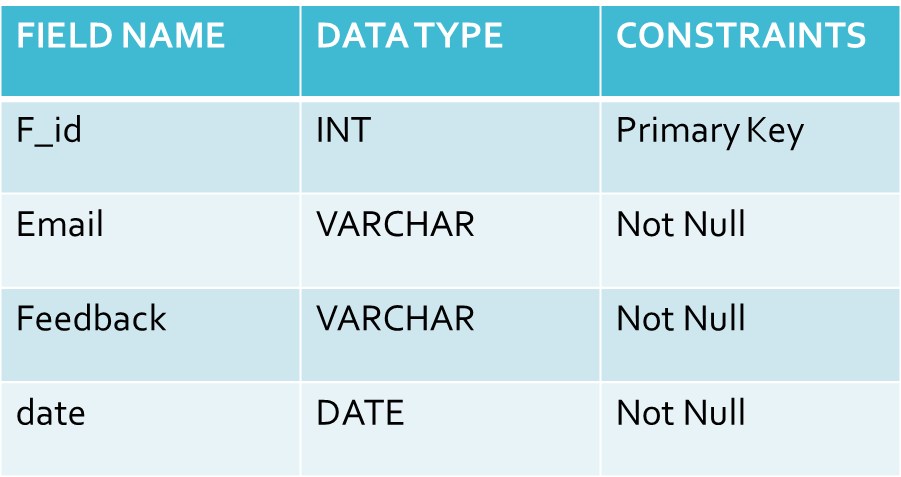 FIELD NAME DATA TYPE CONSTRAINTS
F_id INT Primary Key
Email VARCHAR Not Null
Feedback VARCHAR Not Null
date DATE Not Null